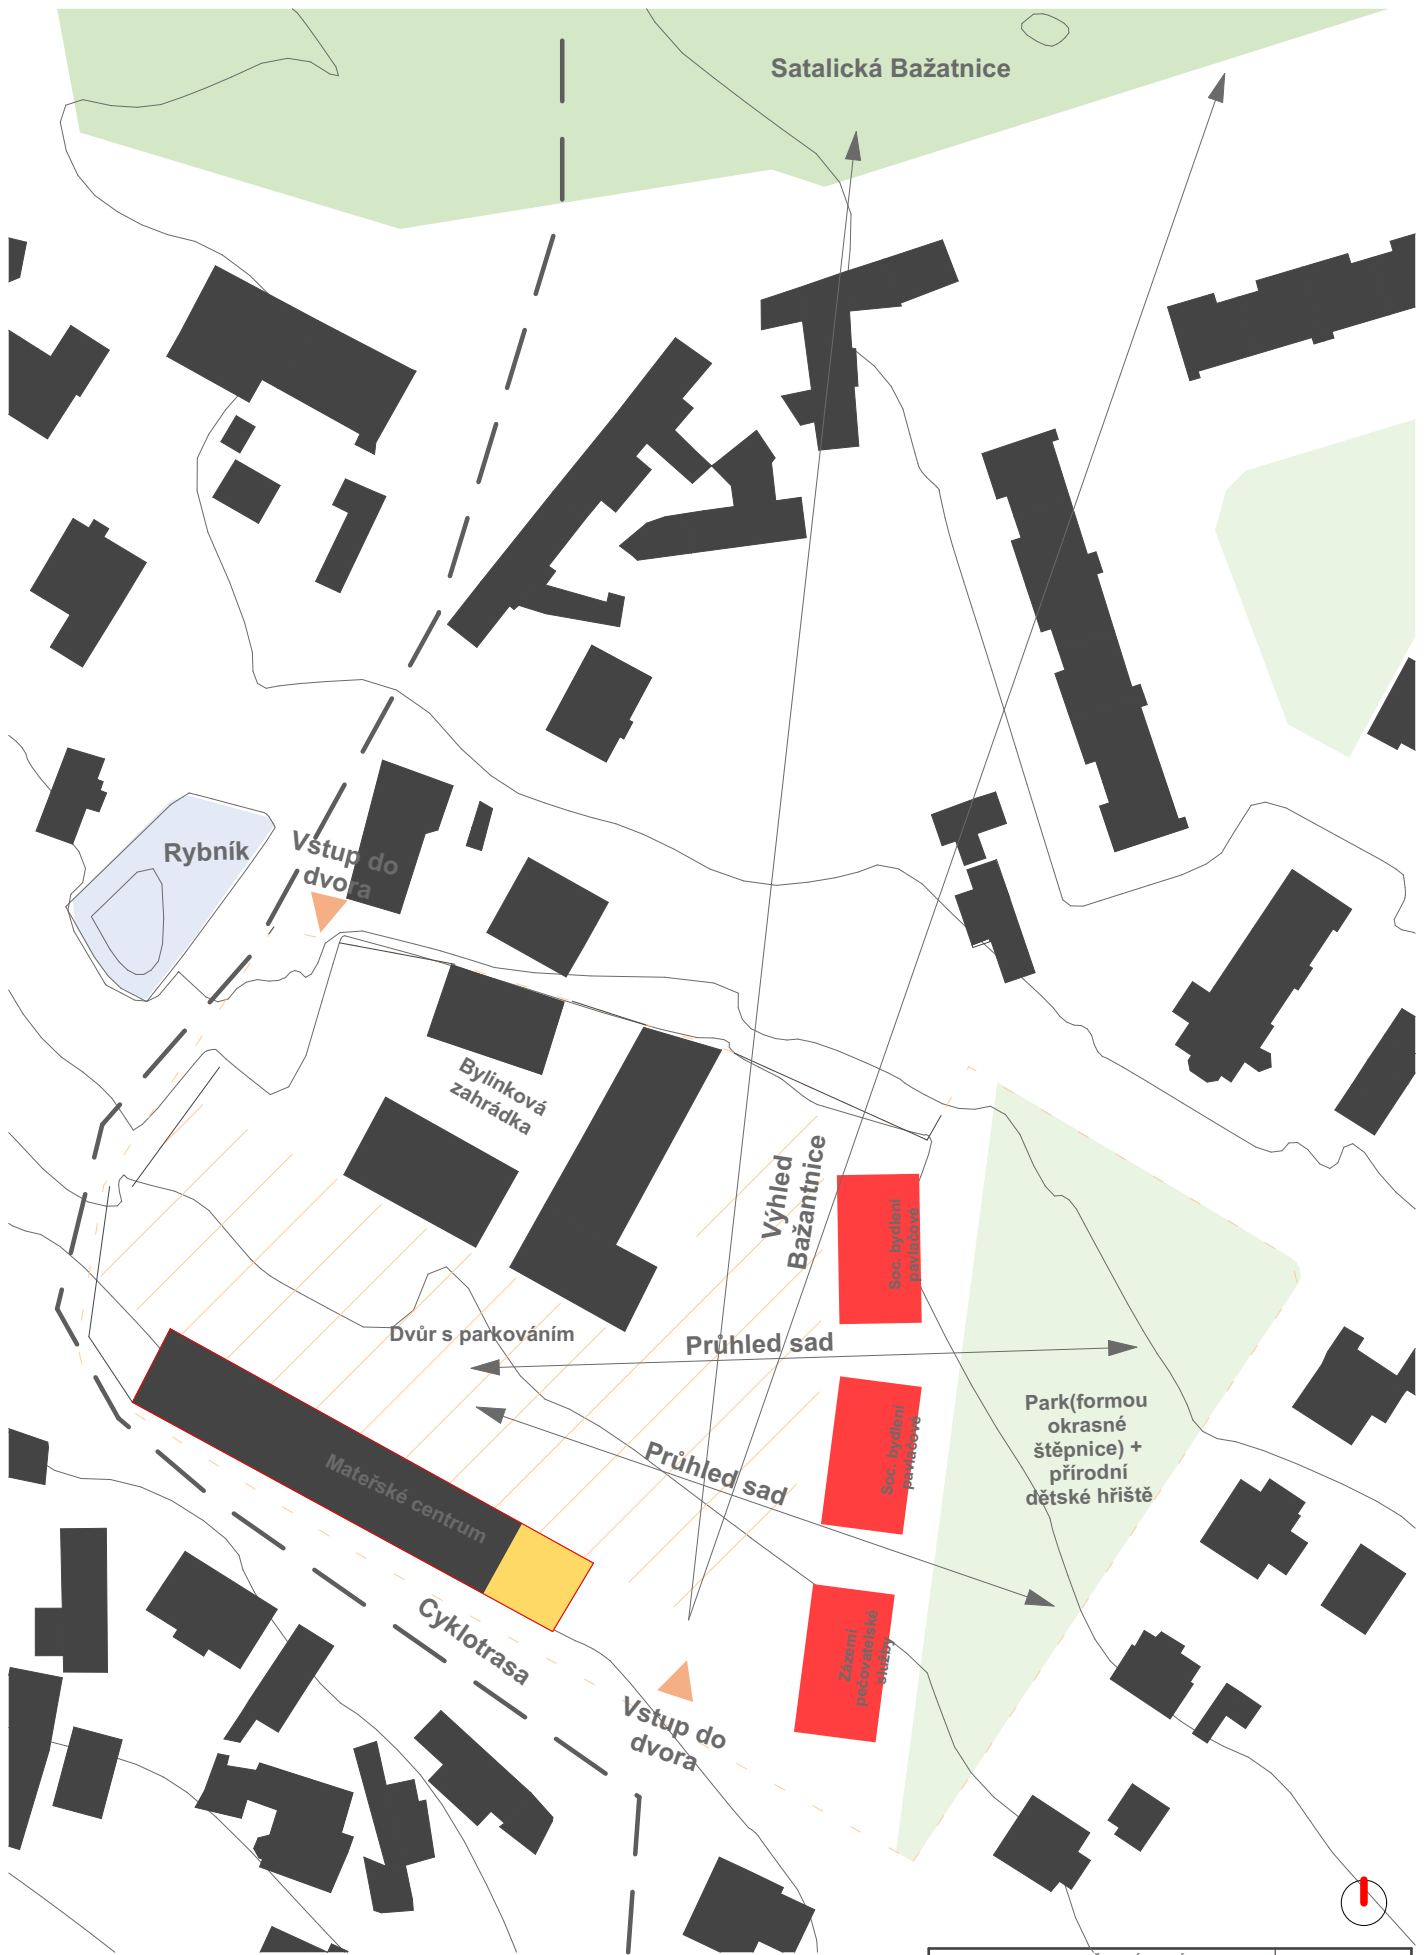 Satalická Bažatnice
Rybník
Vstup do
dvora
Bylinková
zahrádka
Výhled
Bažantnice
Soc. bydlení
pavlačové
Dvůr s parkováním
Průhled sad
Park(formou
okrasné
štěpnice) +
přírodní
dětské hřiště
Soc. bydlení
pavlačové
Průhled sad
Mateřské centrum
Cyklotrasa
Zázemí
pečovatelské
služby
Vstup do
dvora